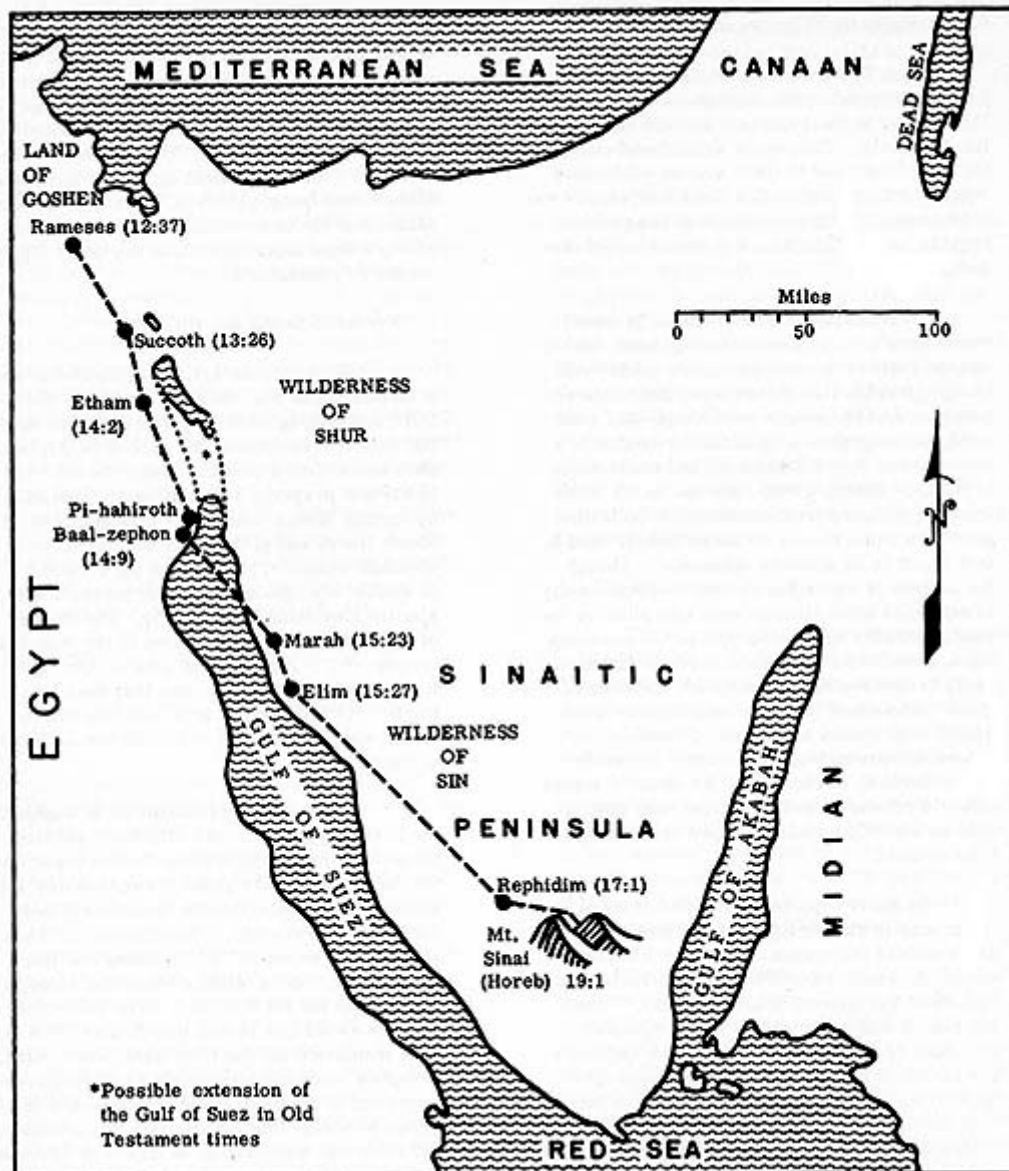 MEDITERRANEAN SEA
CANAAN
DEAD SEA
LAND
OF
GOSHEN
Rameses (12:37)
Miles
0 50 100
Succoth (13:26)
WILDERNESS
OF
SHUR
Etham
(14:2)
*
Pi-hahiroth
Baal-zephon
(14:9)
EGYPT
Marah (15:23)
SINAITIC
Elim (15:27)
WILDERNESS
OF
SIN
GULF OF SUEZ
PENINSULA
GULF OF AKABAH
MIDIAN
Rephidim (17:1)
Mt.
Sinai
(Horeb) 19:1
*Possible extension of
the Gulf of Suez in Old
Testament times
RED SEA